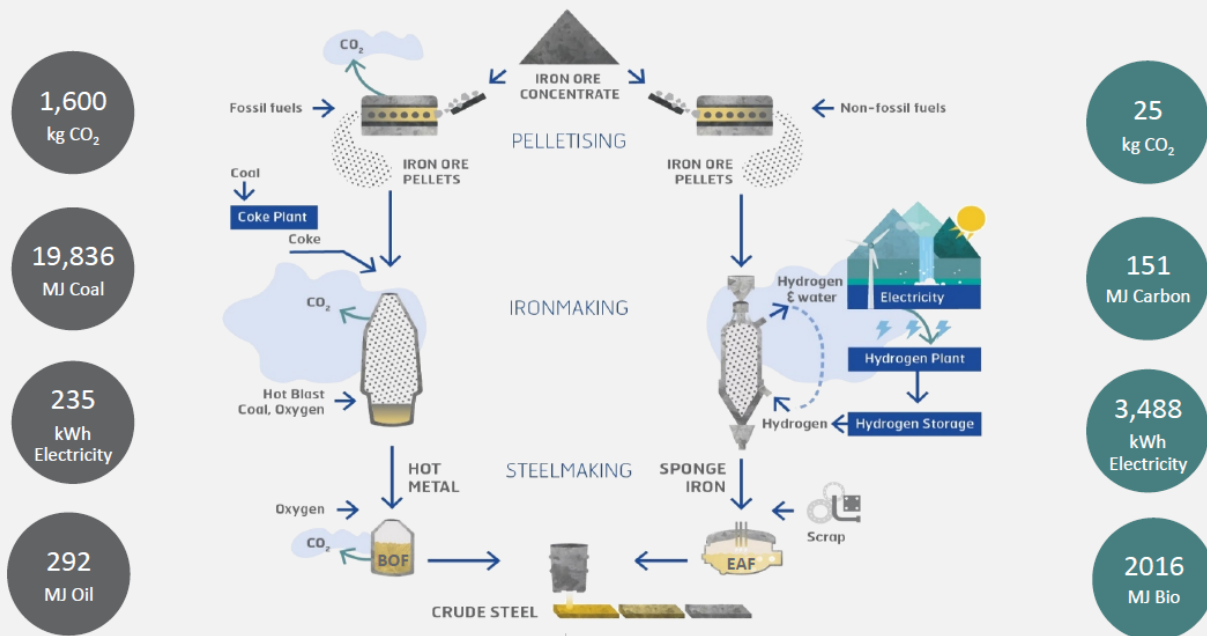 1,600
kg CO₂
19,836
MJ Coal
235
kWh
Electricity
292
MJ Oil
CO₂
IRON ORE
CONCENTRATE
Fossil fuels
Non-fossil fuels
PELLETISING
IRON ORE
PELLETS
IRON ORE
PELLETS
Coal
Coke Plant
Coke
CO₂
IRONMAKING
Hydrogen
& water
Electricity
Hydrogen Plant
Hot Blast
Coal, Oxygen
Hydrogen
Hydrogen Storage
HOT
METAL
STEELMAKING
SPONGE
IRON
Oxygen
CO₂
BOF
EAF
Scrap
CRUDE STEEL
25
kg CO₂
151
MJ Carbon
3,488
kWh
Electricity
2016
MJ Bio